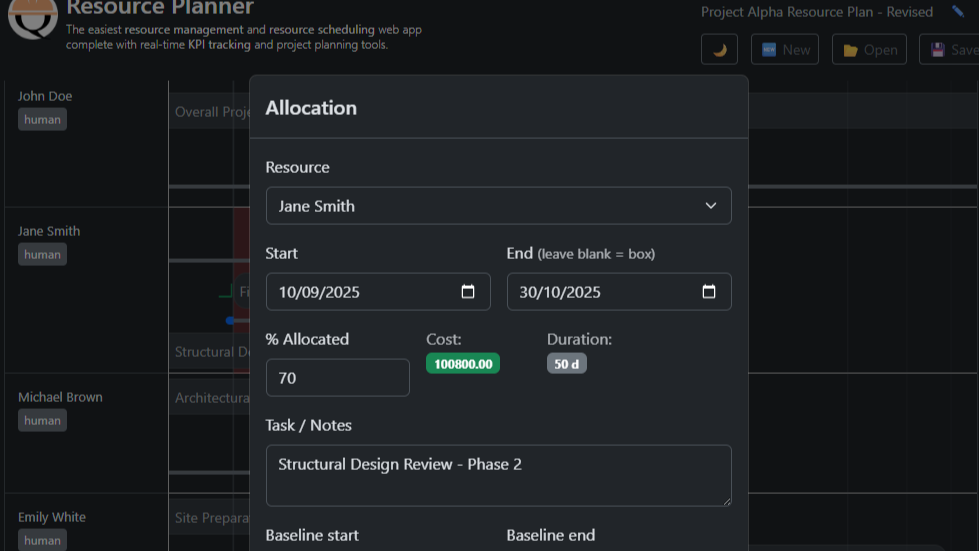 Resource Planner
The easiest resource management and resource scheduling web app
complete with real-time KPI tracking and project planning tools.
Project Alpha Resource Plan - Revised
NEW New
Open
Save
John Doe
human
Overall Proje
Jane Smith
human
Fi
Structural De
Michael Brown
human
Architectura
Emily White
human
Site Prepara
Allocation
Resource
Jane Smith
Start
End (leave blank = box)
10/09/2025
30/10/2025
% Allocated
Cost:
Duration:
100800.00
50 d
70
Task / Notes
Structural Design Review - Phase 2
Baseline start
Baseline end